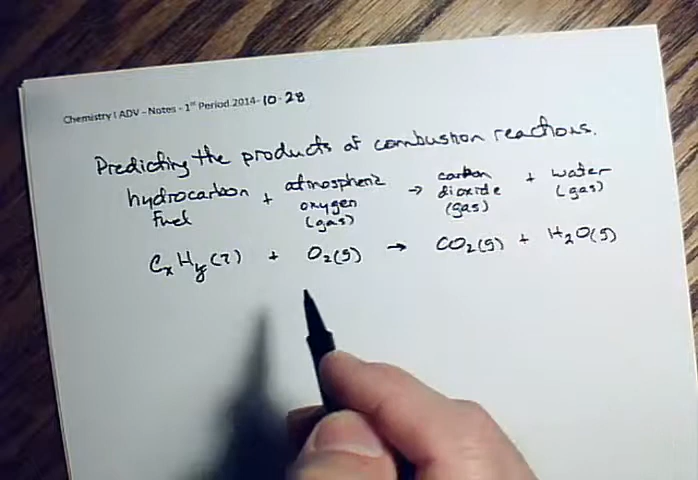 Chemistry I ADV - Notes - 1st Period 2014-10-28
Predicting the products of combustion reactions.
hydrocarbon fuel + atmospheric oxygen (gas) → carbon dioxide (gas) + water (gas)
CxHy(?) + O2(g) → CO2(g) + H2O(g)